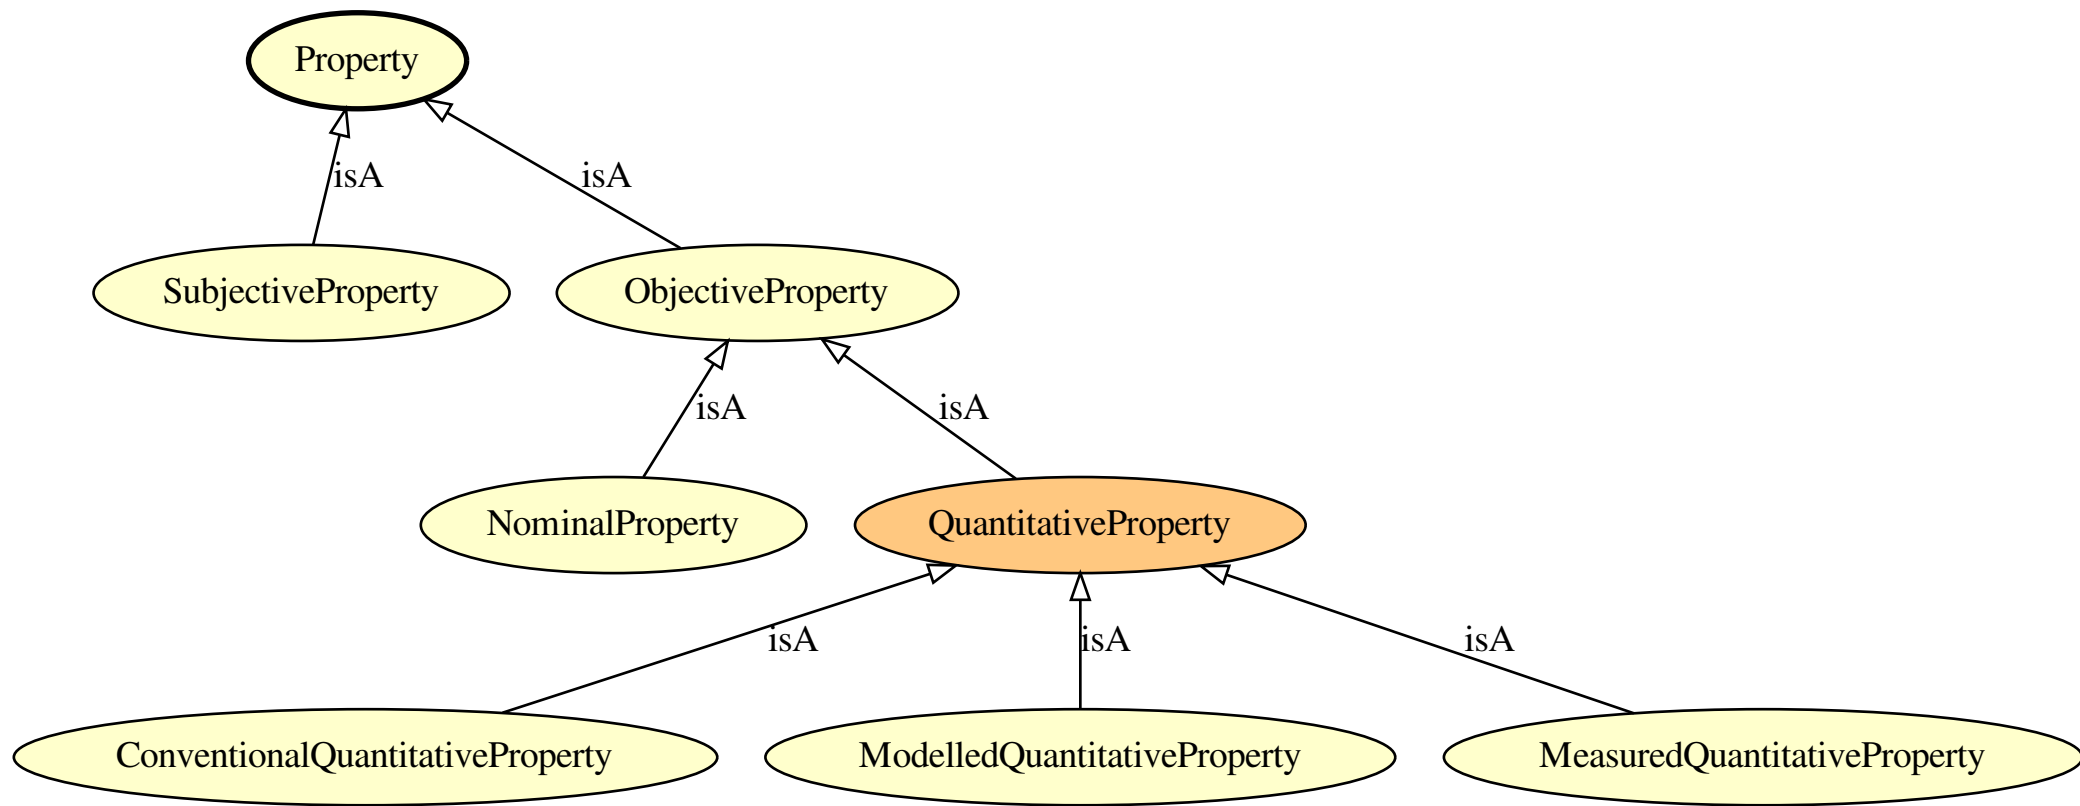 Property
isA
isA
SubjectiveProperty
ObjectiveProperty
isA
isA
NominalProperty
QuantitativeProperty
isA
isA
isA
ConventionalQuantitativeProperty
ModelledQuantitativeProperty
MeasuredQuantitativeProperty